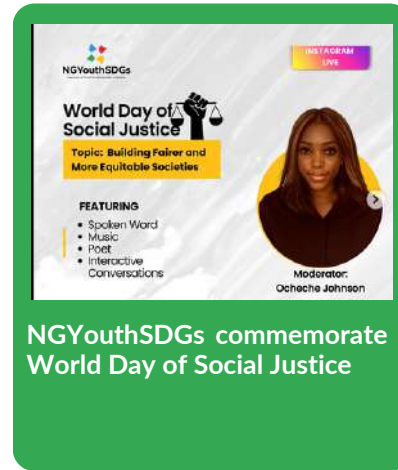 NGYouthSDGs
INSTAGRAM
LIVE
World Day of
Social Justice
Topic: Building Fairer and
More Equitable Societies
FEATURING
• Spoken Word
• Music
• Poet
• Interactive
Conversations
Moderator:
Ocheche Johnson
NGYouthSDGs commemorate
World Day of Social Justice